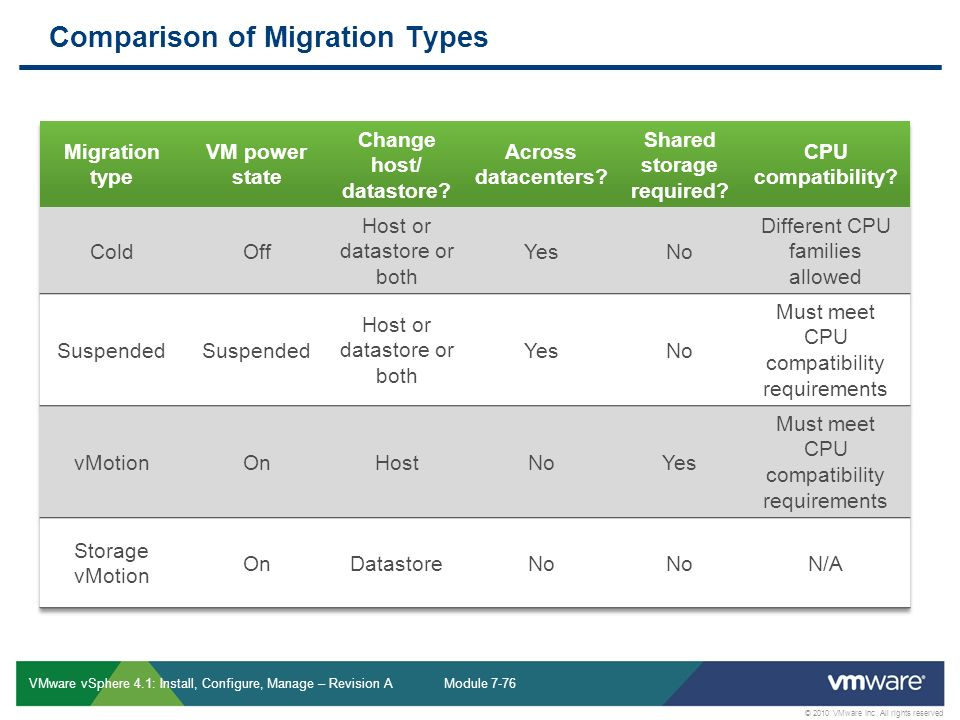 Comparison of Migration Types
Migration
type
VM power
state
Change
host/
datastore?
Across
datacenters?
Shared
storage
required?
CPU
compatibility?
Cold
Off
Host or
datastore or
both
Yes
No
Different CPU
families
allowed
Suspended
Suspended
Host or
datastore or
both
Yes
No
Must meet
CPU
compatibility
requirements
vMotion
On
Host
No
Yes
Must meet
CPU
compatibility
requirements
Storage
vMotion
On
Datastore
No
No
N/A
VMware vSphere 4.1: Install, Configure, Manage – Revision A
Module 7-76
vmware®
© 2010 VMware Inc. All rights reserved